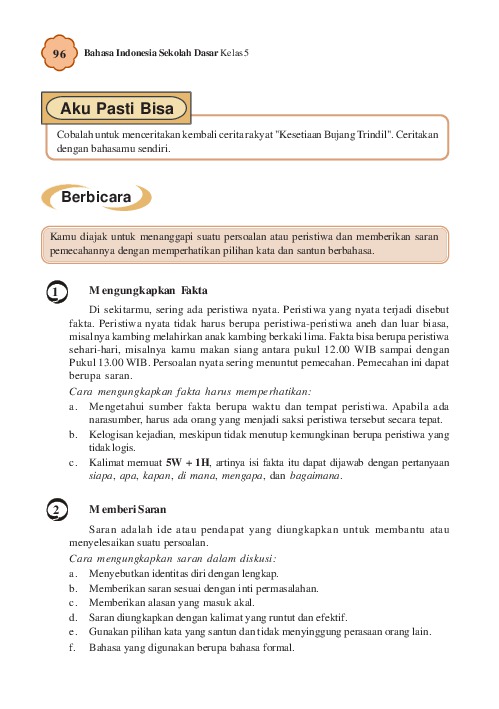 96
Bahasa Indonesia Sekolah Dasar Kelas 5
Aku Pasti Bisa
Cobalah untuk menceritakan kembali cerita rakyat "Kesetiaan Bujang Trindil". Ceritakan
dengan bahasamu sendiri.
Berbicara
Kamu diajak untuk menanggapi suatu persoalan atau peristiwa dan memberikan saran
pemecahannya dengan memperhatikan pilihan kata dan santun berbahasa.
1 Mengungkapkan Fakta
Di sekitarmu, sering ada peristiwa nyata. Peristiwa yang nyata terjadi disebut
fakta. Peristiwa nyata tidak harus berupa peristiwa-peristiwa aneh dan luar biasa,
misalnya kambing melahirkan anak kambing berkaki lima. Fakta bisa berupa peristiwa
sehari-hari, misalnya kamu makan siang antara pukul 12.00 WIB sampai dengan
Pukul 13.00 WIB. Persoalan nyata sering menuntut pemecahan. Pemecahan ini dapat
berupa saran.
Cara mengungkapkan fakta harus memperhatikan:
a. Mengetahui sumber fakta berupa waktu dan tempat peristiwa. Apabila ada
narasumber, harus ada orang yang menjadi saksi peristiwa tersebut secara tepat.
b. Kelogisan kejadian, meskipun tidak menutup kemungkinan berupa peristiwa yang
tidak logis.
c. Kalimat memuat 5W + 1H, artinya isi fakta itu dapat dijawab dengan pertanyaan
siapa, apa, kapan, di mana, mengapa, dan bagaimana.
2 Memberi Saran
Saran adalah ide atau pendapat yang diungkapkan untuk membantu atau
menyelesaikan suatu persoalan.
Cara mengungkapkan saran dalam diskusi:
a. Menyebutkan identitas diri dengan lengkap.
b. Memberikan saran sesuai dengan inti permasalahan.
c. Memberikan alasan yang masuk akal.
d. Saran diungkapkan dengan kalimat yang runtut dan efektif.
e. Gunakan pilihan kata yang santun dan tidak menyinggung perasaan orang lain.
f. Bahasa yang digunakan berupa bahasa formal.